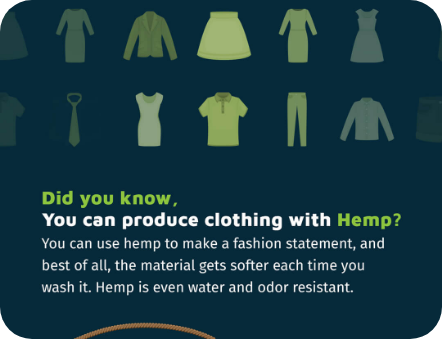 Did you know,
You can produce clothing with Hemp?
You can use hemp to make a fashion statement, and
best of all, the material gets softer each time you
wash it. Hemp is even water and odor resistant.